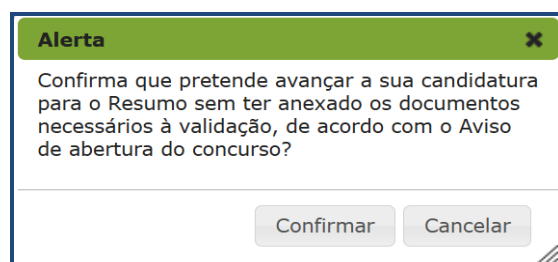 Alerta
Confirma que pretende avançar a sua candidatura
para o Resumo sem ter anexado os documentos
necessários à validação, de acordo com o Aviso
de abertura do concurso?
Confirmar Cancelar